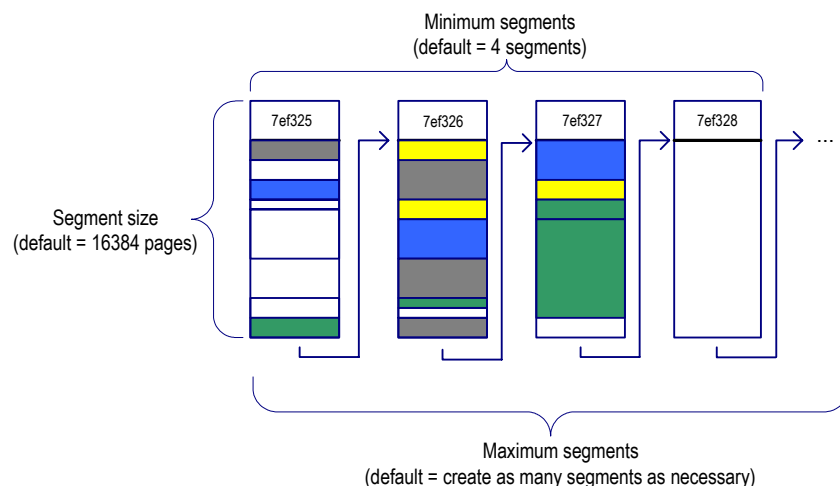 Minimum segments
(default = 4 segments)
7ef325
7ef326
7ef327
7ef328
...
Segment size
(default = 16384 pages)
Maximum segments
(default = create as many segments as necessary)